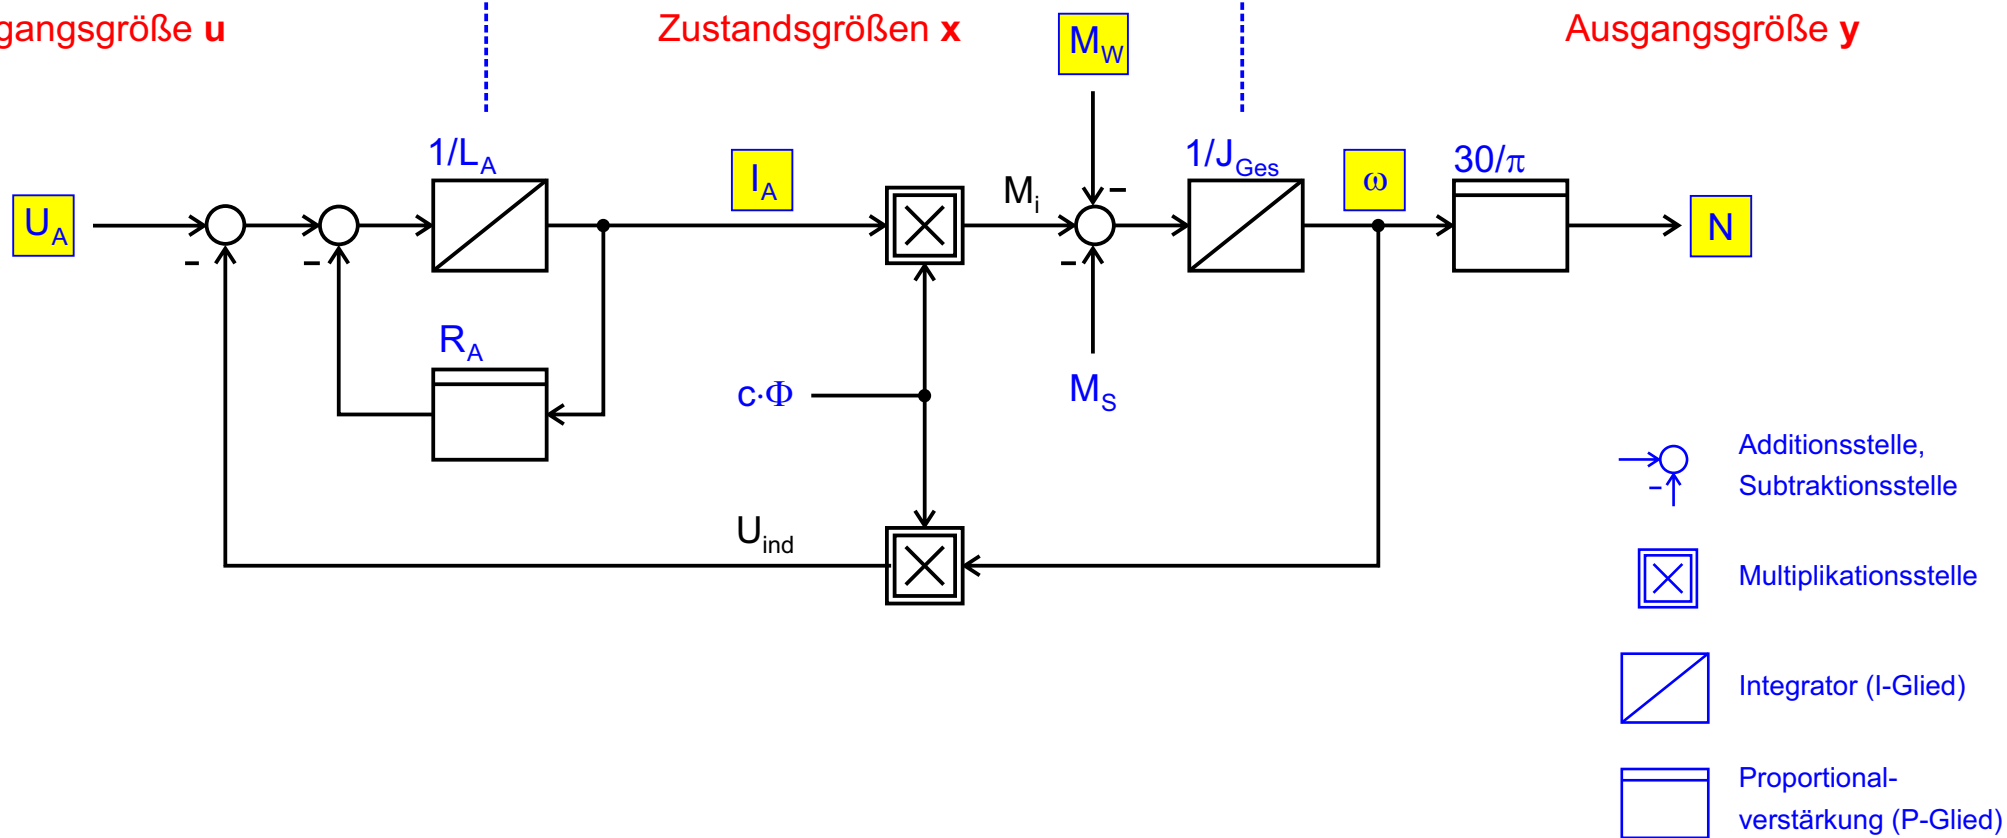 gangsgröße u
Zustandsgrößen x
Ausgangsgröße y
M_W
1/L_A
I_A
M_i
1/J_Ges
ω
30/π
U_A
N
-
-
-
-
R_A
c·Φ
M_S
U_ind
Additionsstelle,
Subtraktionsstelle
-
Multiplikationsstelle
Integrator (I-Glied)
Proportional-
verstärkung (P-Glied)